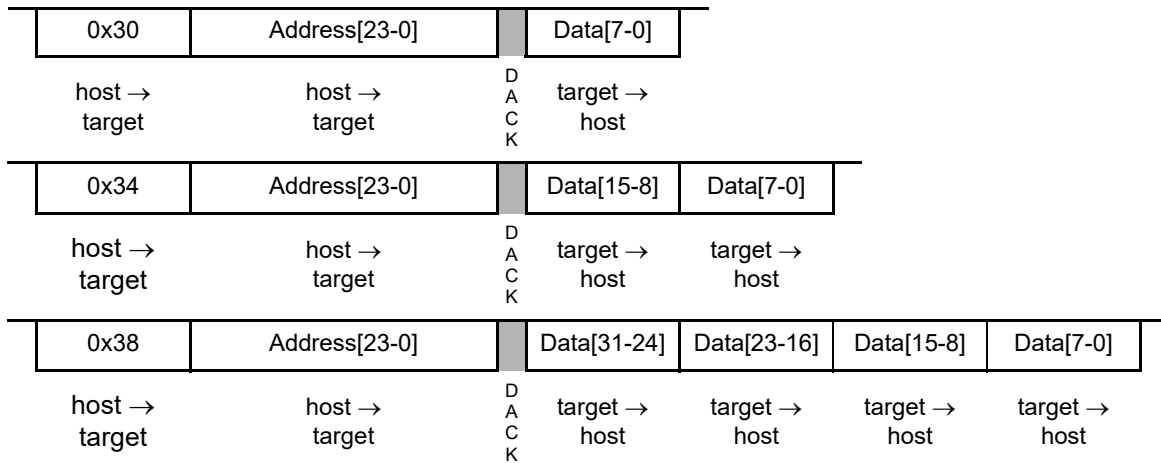 0x30 Address[23-0] Data[7-0]
host → target host → target D A C K target → host
0x34 Address[23-0] Data[15-8] Data[7-0]
host → target host → target D A C K target → host target → host
0x38 Address[23-0] Data[31-24] Data[23-16] Data[15-8] Data[7-0]
host → target host → target D A C K target → host target → host target → host target → host